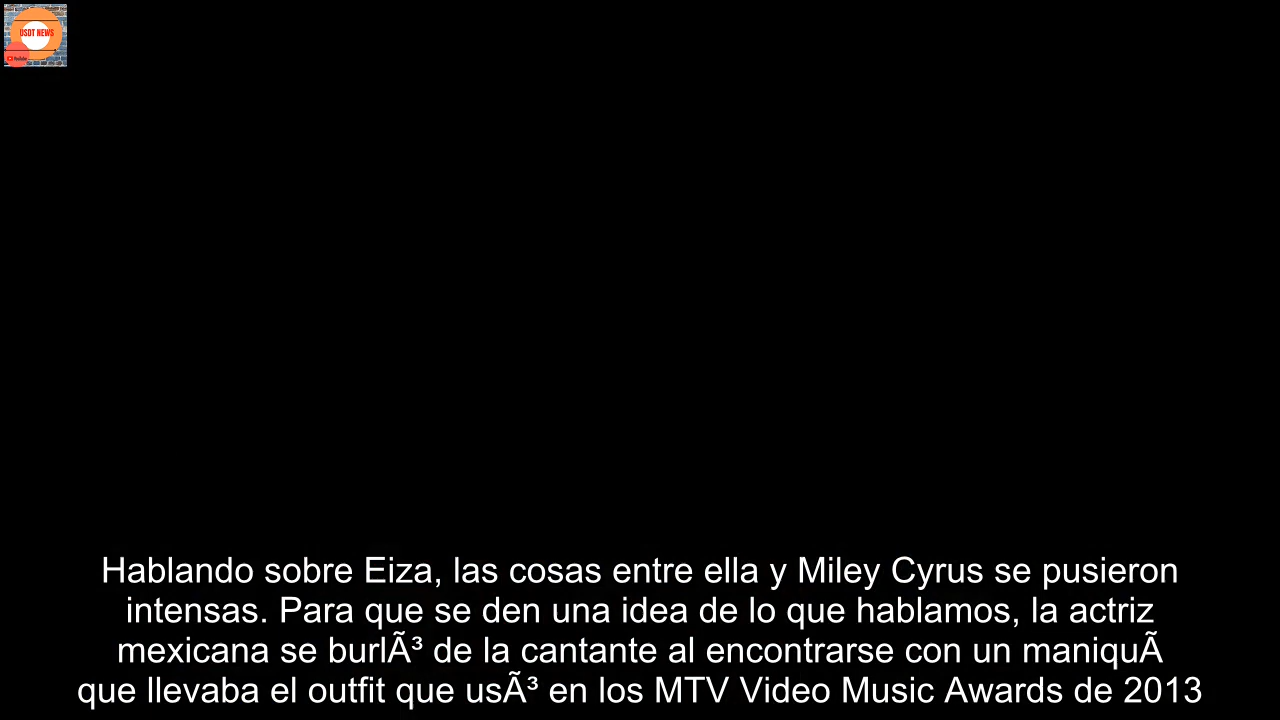 USDT NEWS
Hablando sobre Eiza, las cosas entre ella y Miley Cyrus se pusieron
intensas. Para que se den una idea de lo que hablamos, la actriz
mexicana se burlÃ³ de la cantante al encontrarse con un maniquÃ
que llevaba el outfit que usÃ³ en los MTV Video Music Awards de 2013